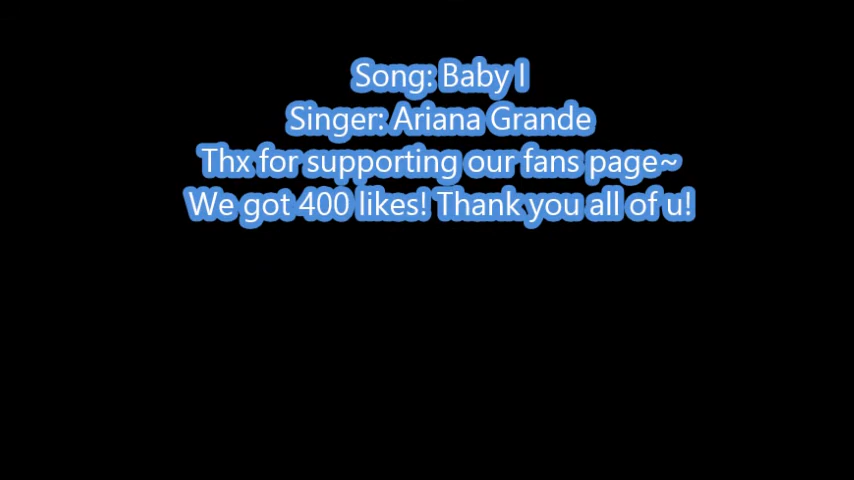 Song: Baby I
Singer: Ariana Grande
Thx for supporting our fans page~
We got 400 likes! Thank you all of u!